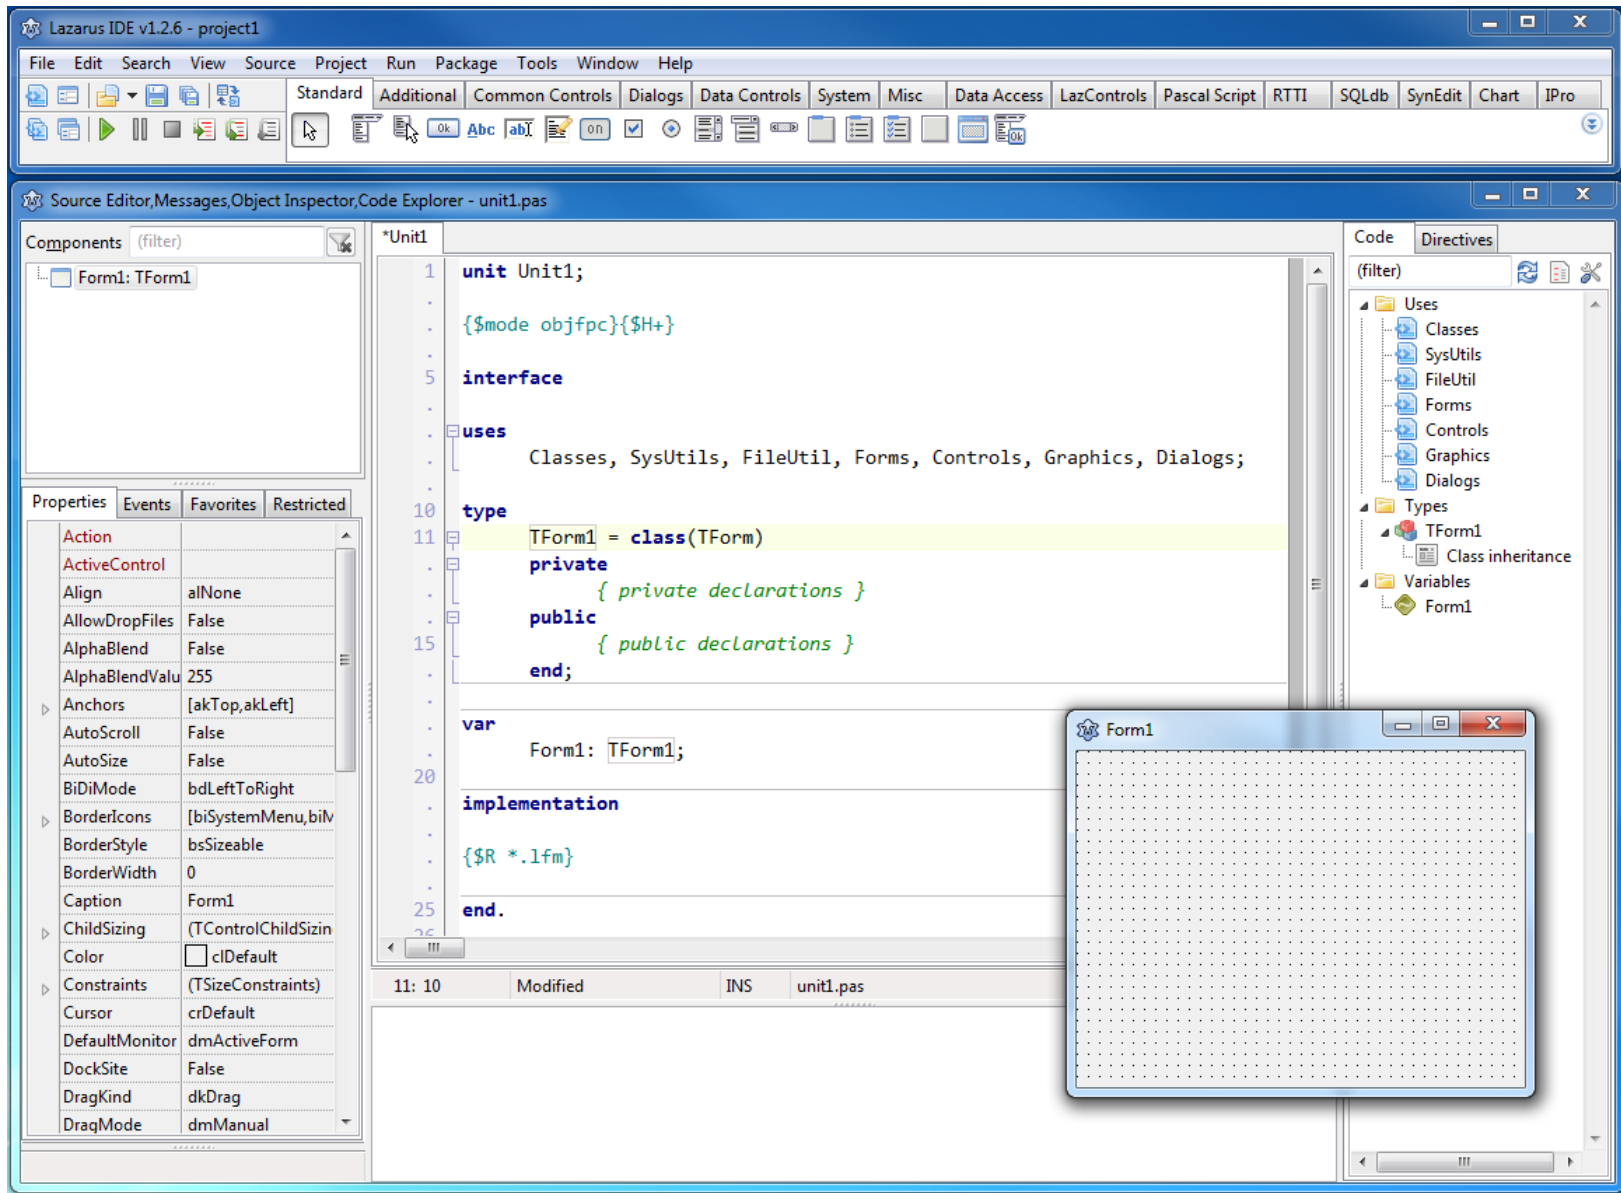 Lazarus IDE v1.2.6 - project1
File Edit Search View Source Project Run Package Tools Window Help
Standard Additional Common Controls Dialogs Data Controls System Misc Data Access LazControls Pascal Script RTTI SQLdb SynEdit Chart IPro
Ok Abc abI on Ok
Source Editor,Messages,Object Inspector,Code Explorer - unit1.pas
Components (filter)
Form1: TForm1
Properties Events Favorites Restricted
Action
ActiveControl
Align alNone
AllowDropFiles False
AlphaBlend False
AlphaBlendValu 255
Anchors [akTop,akLeft]
AutoScroll False
AutoSize False
BiDiMode bdLeftToRight
BorderIcons [biSystemMenu,biM
BorderStyle bsSizeable
BorderWidth 0
Caption Form1
ChildSizing (TControlChildSizin
Color clDefault
Constraints (TSizeConstraints)
Cursor crDefault
DefaultMonitor dmActiveForm
DockSite False
DragKind dkDrag
DragMode dmManual
*Unit1
1 unit Unit1;
.
. {$mode objfpc}{$H+}
.
5 interface
.
. uses
. Classes, SysUtils, FileUtil, Forms, Controls, Graphics, Dialogs;
.
10 type
11 TForm1 = class(TForm)
. private
. { private declarations }
. public
15 { public declarations }
. end;
.
. var
. Form1: TForm1;
20
. implementation
.
. {$R *.lfm}
.
25 end.
26
11: 10 Modified INS unit1.pas
Code Directives
(filter)
Uses
Classes
SysUtils
FileUtil
Forms
Controls
Graphics
Dialogs
Types
TForm1
Class inheritance
Variables
Form1
Form1